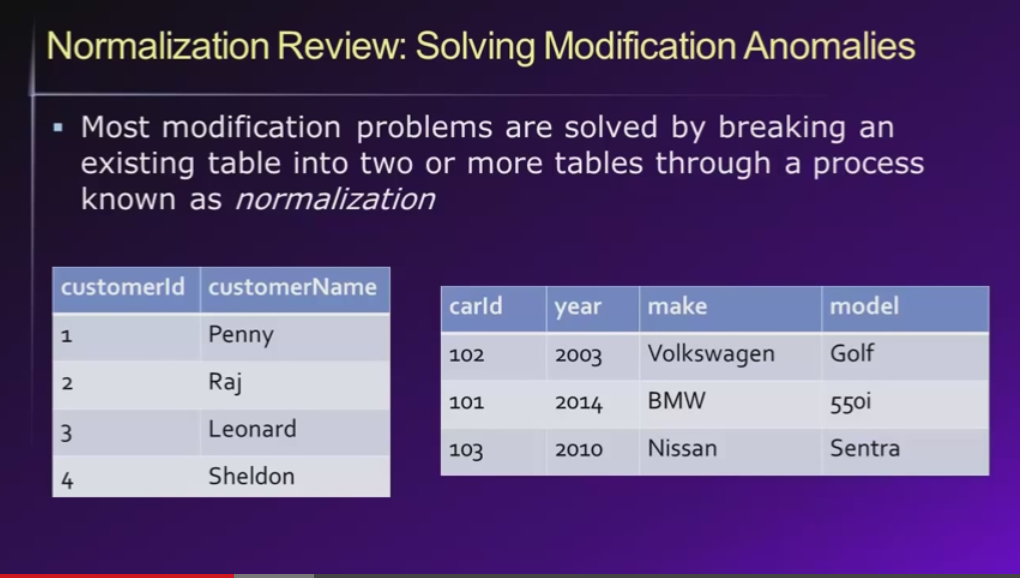 Normalization Review: Solving Modification Anomalies
▪ Most modification problems are solved by breaking an
existing table into two or more tables through a process
known as normalization
customerId customerName
1 Penny
2 Raj
3 Leonard
4 Sheldon
carId year make model
102 2003 Volkswagen Golf
101 2014 BMW 550i
103 2010 Nissan Sentra